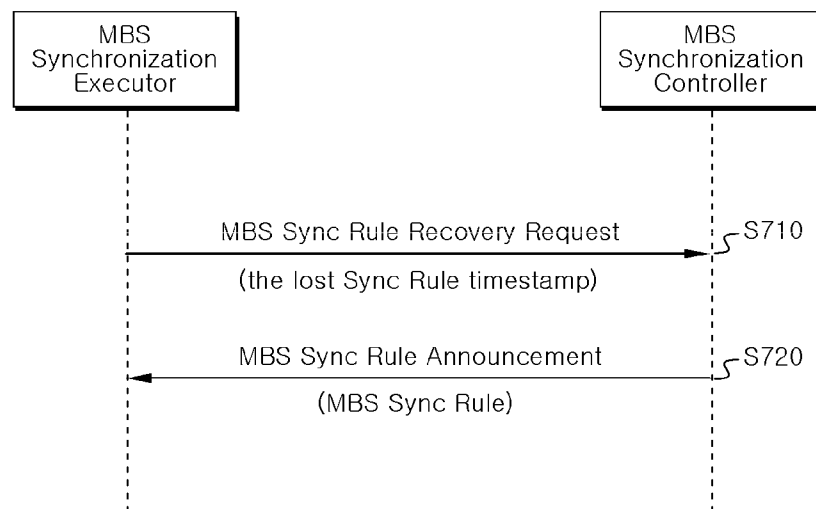 MBS
Synchronization
Executor
MBS
Synchronization
Controller
MBS Sync Rule Recovery Request
S710
(the lost Sync Rule timestamp)
MBS Sync Rule Announcement
S720
(MBS Sync Rule)